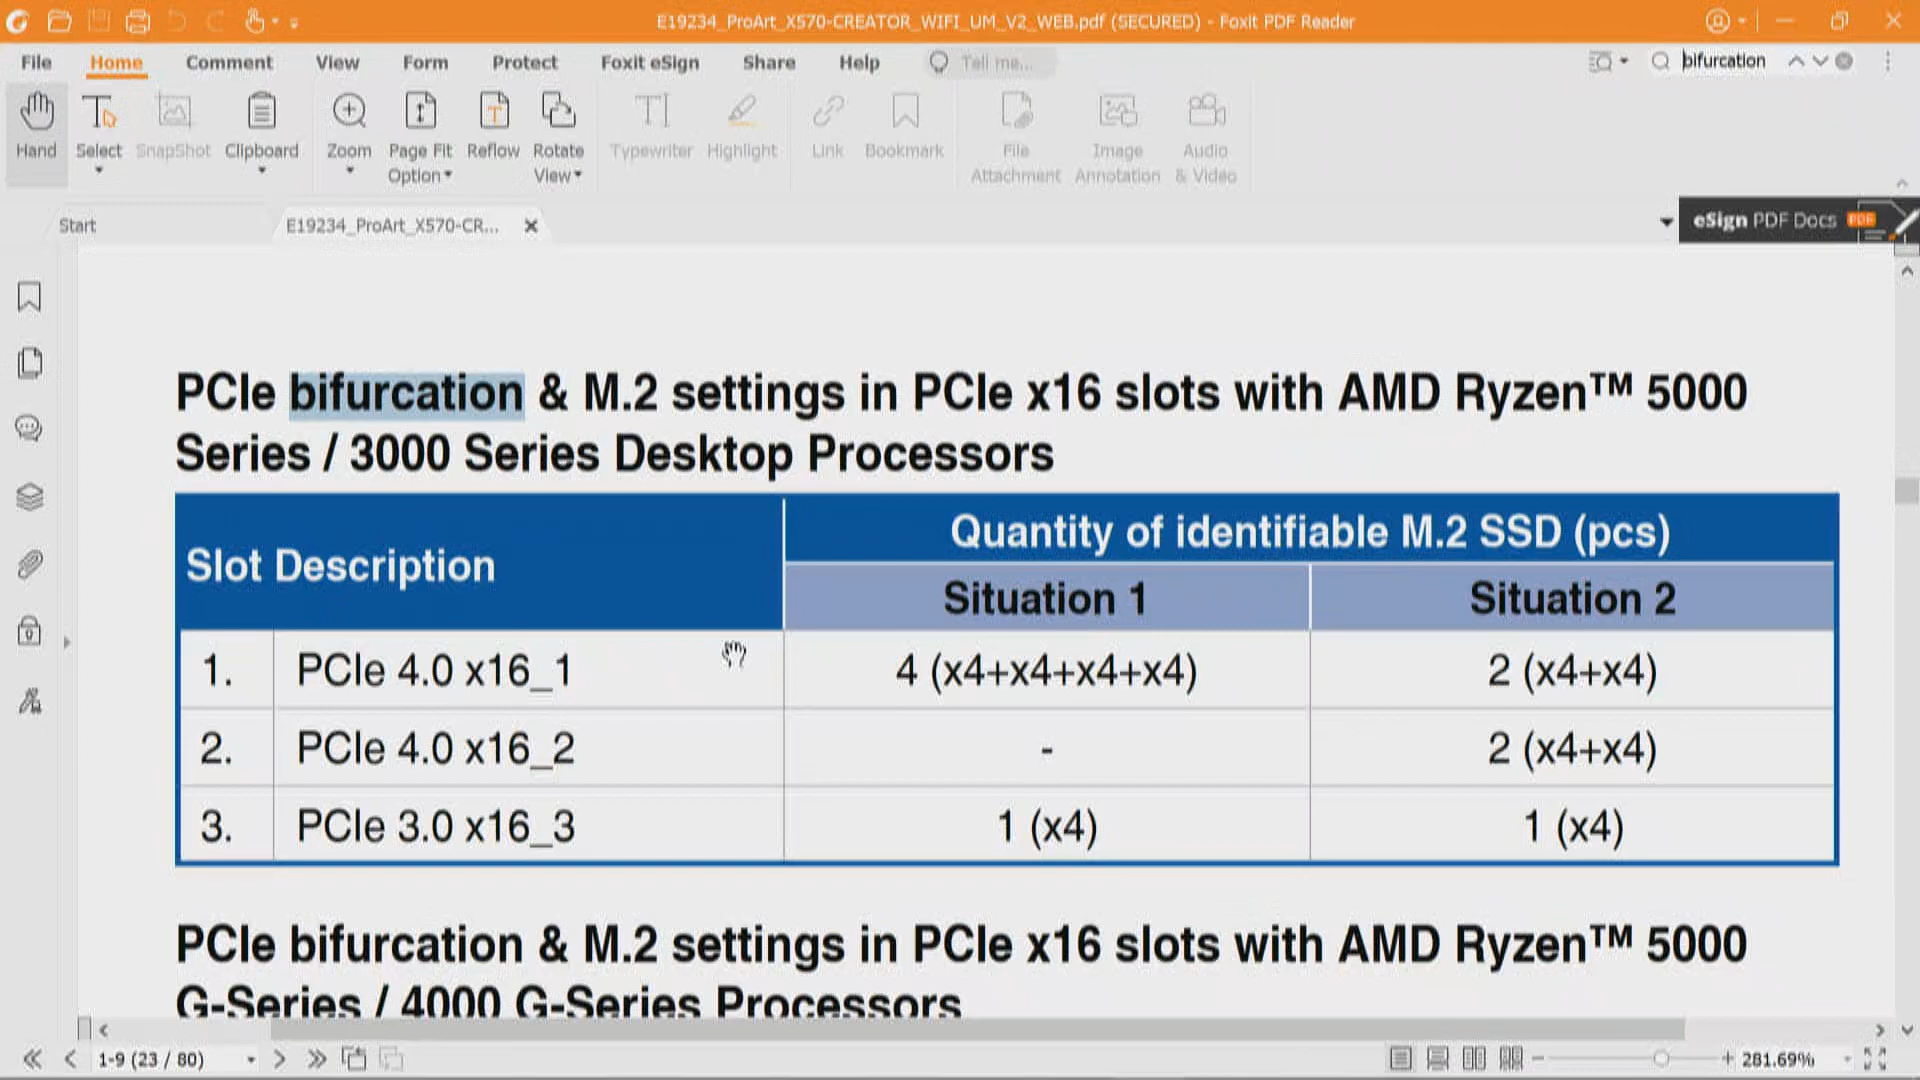 E19234_ProArt_X570-CREATOR_WIFI_UM_V2_WEB.pdf (SECURED) - Foxit PDF Reader
File Home Comment View Form Protect Foxit eSign Share Help Tell me... bifurcation
Hand Select SnapShot Clipboard Zoom Page Fit Option Reflow Rotate View Typewriter Highlight Link Bookmark File Attachment Image Annotation Audio & Video
Start E19234_ProArt_X570-CR... eSign PDF Docs PDF
PCIe bifurcation & M.2 settings in PCIe x16 slots with AMD Ryzen™ 5000
Series / 3000 Series Desktop Processors
Slot Description Quantity of identifiable M.2 SSD (pcs)
Situation 1 Situation 2
1. PCIe 4.0 x16_1 4 (x4+x4+x4+x4) 2 (x4+x4)
2. PCIe 4.0 x16_2 - 2 (x4+x4)
3. PCIe 3.0 x16_3 1 (x4) 1 (x4)
PCIe bifurcation & M.2 settings in PCIe x16 slots with AMD Ryzen™ 5000
G-Series / 4000 G-Series Processors
1-9 (23 / 80) 281.69%